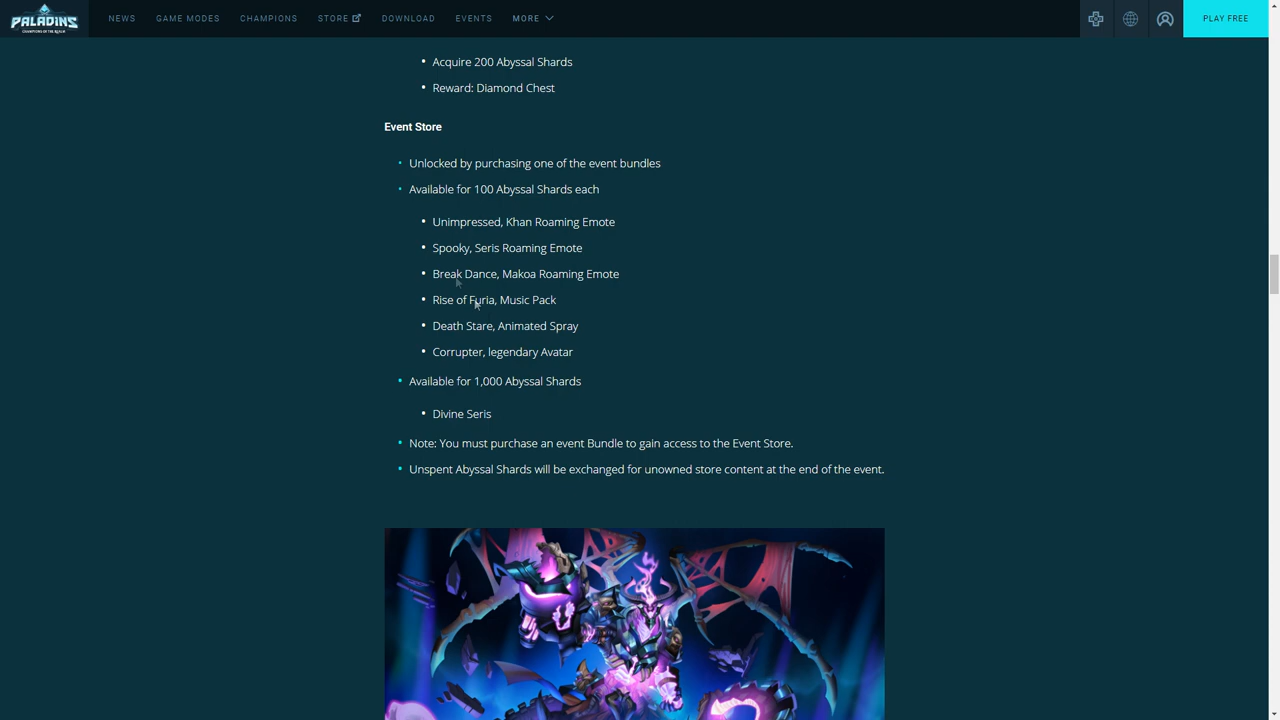 PALADINS
CHAMPIONS OF THE REALM
NEWS
GAME MODES
CHAMPIONS
STORE
DOWNLOAD
EVENTS
MORE
PLAY FREE
Acquire 200 Abyssal Shards
Reward: Diamond Chest
Event Store
Unlocked by purchasing one of the event bundles
Available for 100 Abyssal Shards each
Unimpressed, Khan Roaming Emote
Spooky, Seris Roaming Emote
Break Dance, Makoa Roaming Emote
Rise of Furia, Music Pack
Death Stare, Animated Spray
Corrupter, legendary Avatar
Available for 1,000 Abyssal Shards
Divine Seris
Note: You must purchase an event Bundle to gain access to the Event Store.
Unspent Abyssal Shards will be exchanged for unowned store content at the end of the event.